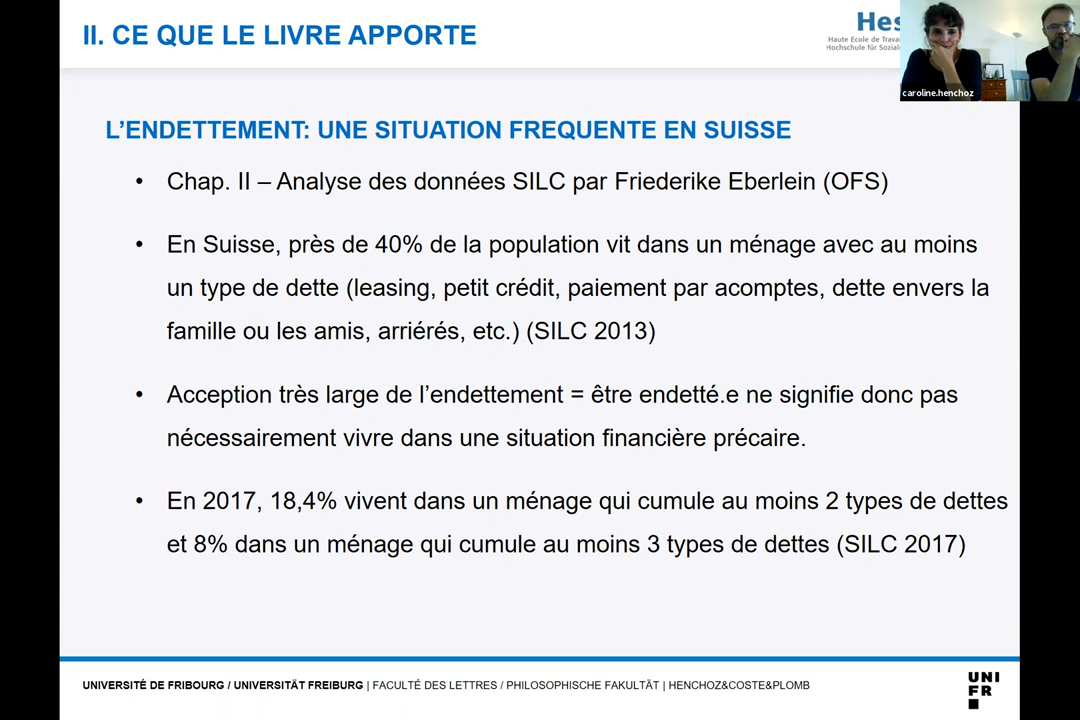 II. CE QUE LE LIVRE APPORTE
Hes
Haute Ecole de
Hochschule für
caroline.henchoz
L'ENDETTEMENT: UNE SITUATION FREQUENTE EN SUISSE
• Chap. II – Analyse des données SILC par Friederike Eberlein (OFS)
• En Suisse, près de 40% de la population vit dans un ménage avec au moins
un type de dette (leasing, petit crédit, paiement par acomptes, dette envers la
famille ou les amis, arriérés, etc.) (SILC 2013)
• Acception très large de l'endettement = être endetté.e ne signifie donc pas
nécessairement vivre dans une situation financière précaire.
• En 2017, 18,4% vivent dans un ménage qui cumule au moins 2 types de dettes
et 8% dans un ménage qui cumule au moins 3 types de dettes (SILC 2017)
UNIVERSITÉ DE FRIBOURG / UNIVERSITÄT FREIBURG | FACULTÉ DES LETTRES / PHILOSOPHISCHE FAKULTÄT | HENCHOZ&COSTE&PLOMB
UNI
FR